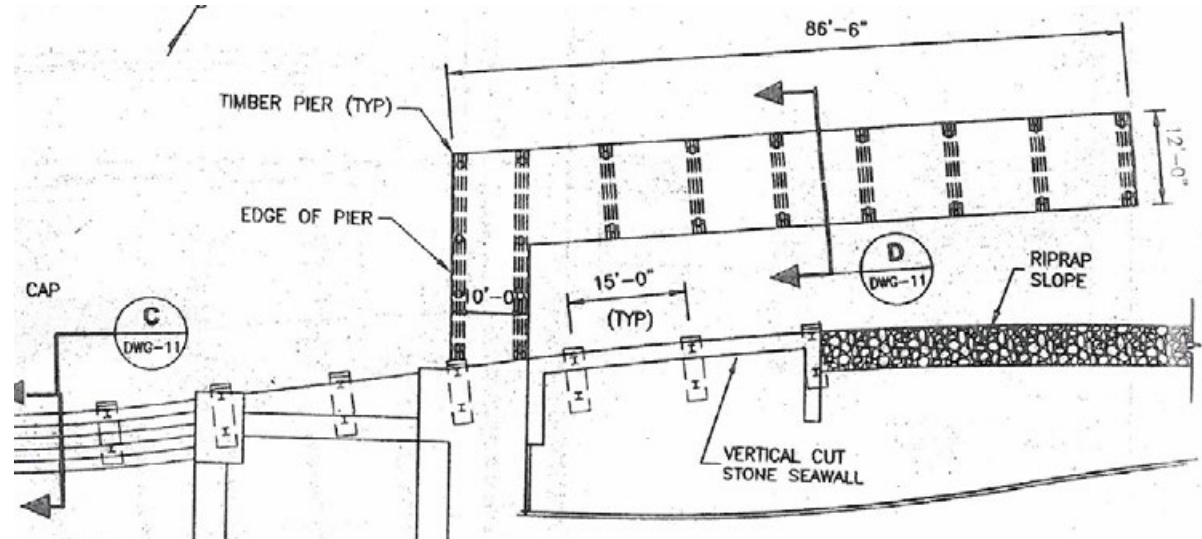 86'-6"
TIMBER PIER (TYP)
12'-0"
EDGE OF PIER
D
DWG-11
RIPRAP
SLOPE
15'-0"
(TYP)
10'-0"
CAP
C
DWG-11
VERTICAL CUT
STONE SEAWALL